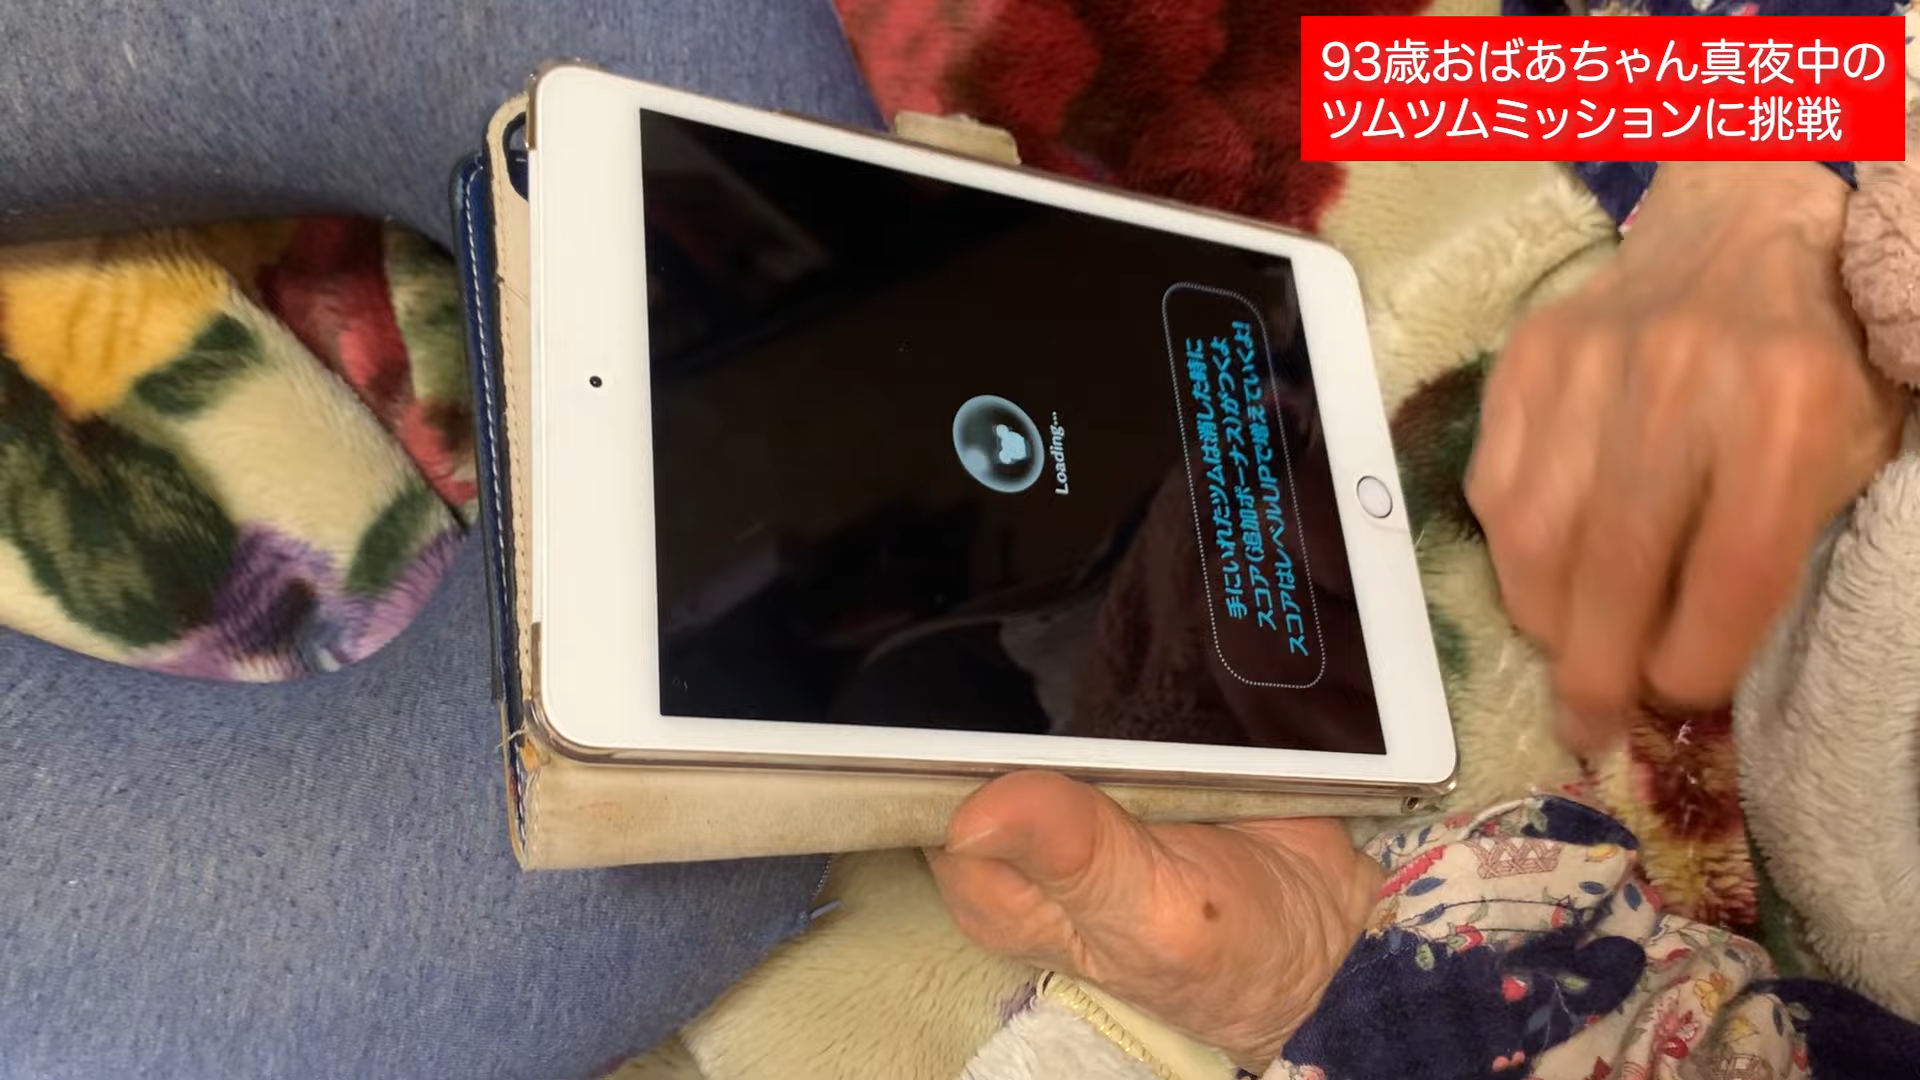 93歳おばあちゃん真夜中の
ツムツムミッションに挑戦
Loading...
手にいれたツムは消した時に
スコア(追加ボーナス)がつくよ
スコアはレベルUPで増えていくよ!